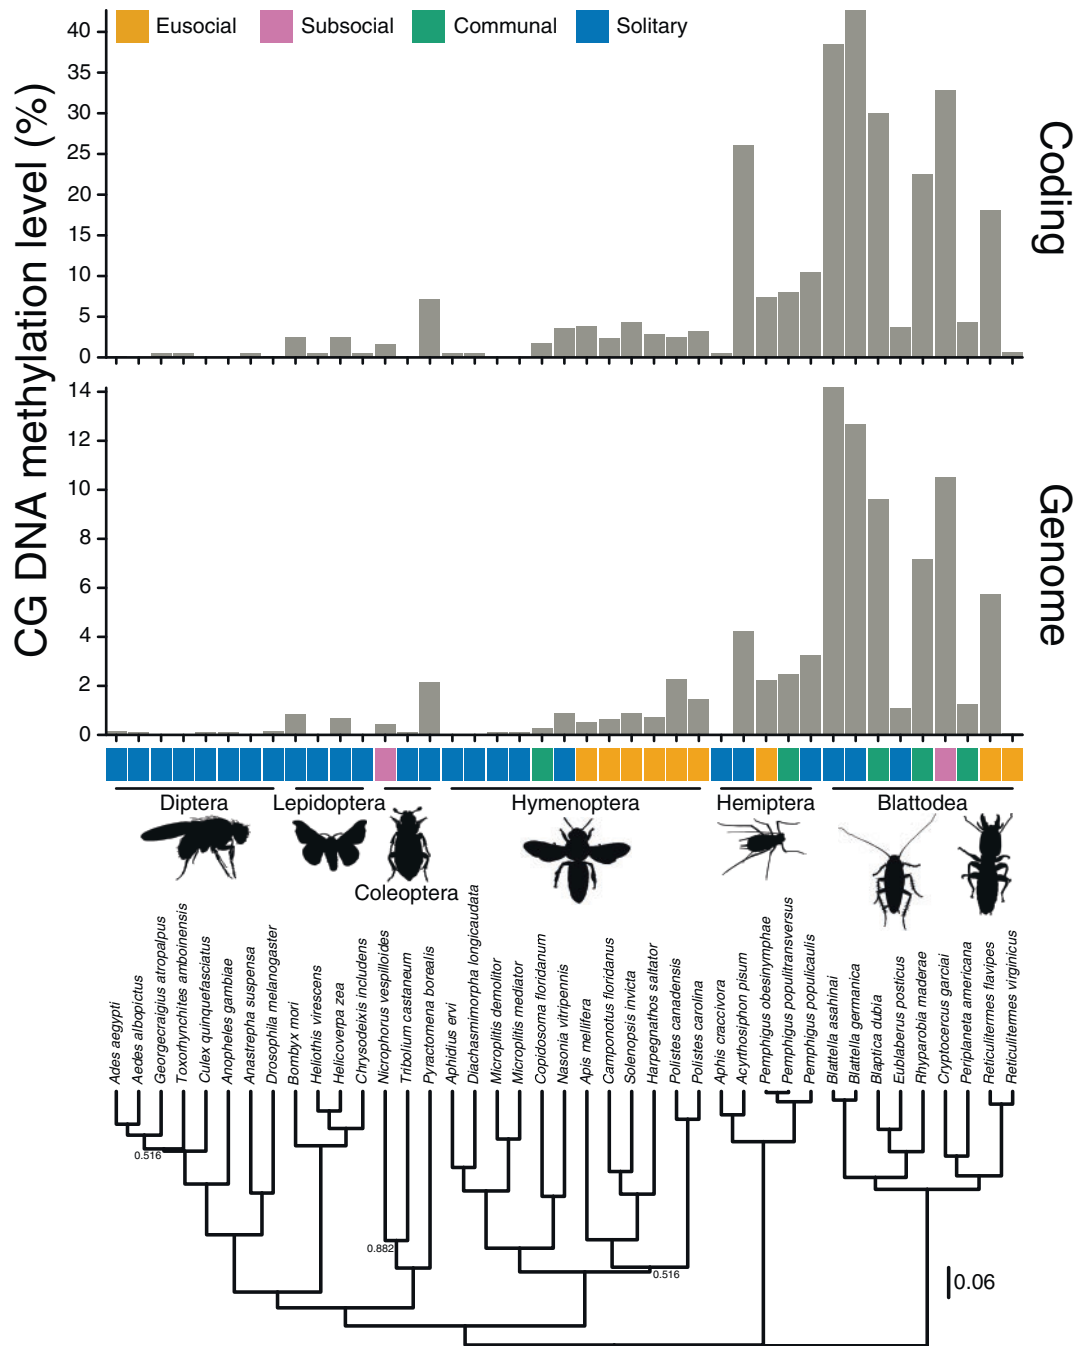 Eusocial
Subsocial
Communal
Solitary
CG DNA methylation level (%)
40
35
30
25
20
15
10
5
0
Coding
14
12
10
8
6
4
2
0
Genome
Diptera
Lepidoptera
Coleoptera
Hymenoptera
Hemiptera
Blattodea
Ades aegypti
Aedes albopictus
Georgecraigius atropalpus
Toxorhynchites amboinensis
Culex quinquefasciatus
Anopheles gambiae
Anastrepha suspensa
Drosophila melanogaster
Bombyx mori
Heliothis virescens
Helicoverpa zea
Chrysodeixis includens
Nicrophorus vespilloides
Tribolium castaneum
Pyractomena borealis
Aphidius ervi
Diachasmimorpha longicaudata
Microplitis demolitor
Microplitis mediator
Copidosoma floridanum
Nasonia vitripennis
Apis mellifera
Camponotus floridanus
Solenopsis invicta
Harpegnathos saltator
Polistes canadensis
Polistes carolina
Aphis craccivora
Acyrthosiphon pisum
Pemphigus obesinymphae
Pemphigus populitransversus
Pemphigus populicaulis
Blattella asahinai
Blattella germanica
Blaptica dubia
Eublaberus posticus
Rhyparobia maderae
Cryptocercus garciai
Periplaneta americana
Reticulitermes flavipes
Reticulitermes virginicus
0.516
0.882
0.516
0.06